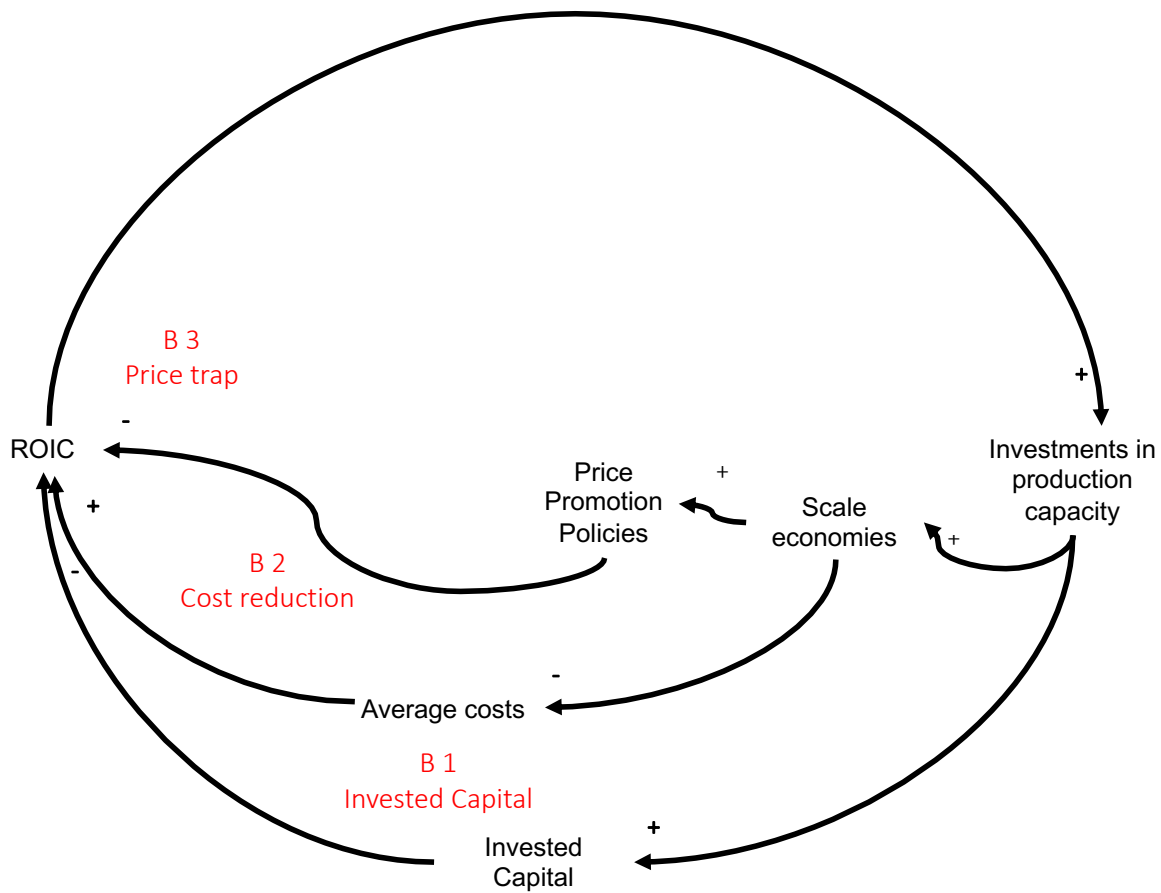 +
B 3
Price trap
-
ROIC
Investments in
production
capacity
Price
Promotion
Policies
+
Scale
economies
+
+
-
B 2
Cost reduction
-
Average costs
B 1
Invested Capital
+
Invested
Capital